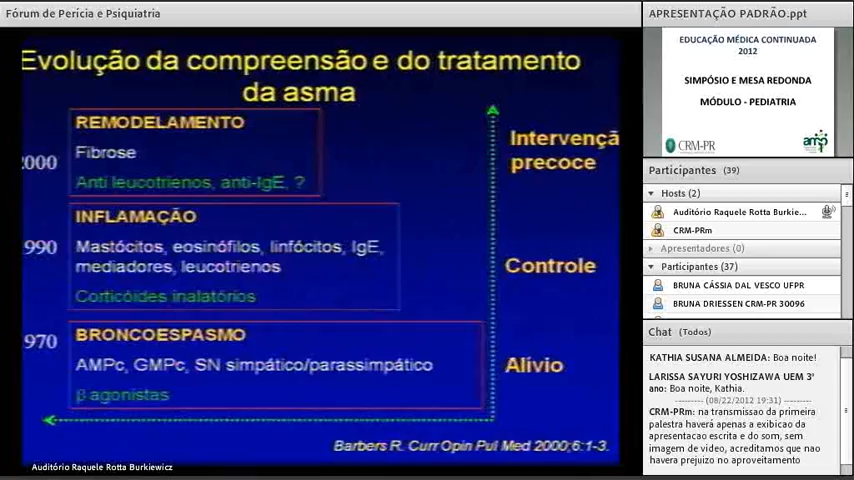 Fórum de Perícia e Psiquiatria
Evolução da compreensão e do tratamento
da asma
REMODELAMENTO
Fibrose
Anti leucotrienos, anti-IgE, ?
2000
Intervençã
precoce
INFLAMAÇÃO
Mastócitos, eosinófilos, linfócitos, IgE,
mediadores, leucotrienos
Corticóides inalatórios
990
Controle
BRONCOESPASMO
AMPc, GMPc, SN simpático/parassimpático
β agonistas
970
Alívio
Barbers R. Curr Opin Pul Med 2000;6:1-3.
Auditório Raquele Rotta Burkiewicz
APRESENTAÇÃO PADRÃO.ppt
EDUCAÇÃO MÉDICA CONTINUADA
2012
SIMPÓSIO E MESA REDONDA
MÓDULO - PEDIATRIA
CRM-PR
amp
Participantes (39)
Hosts (2)
Auditório Raquele Rotta Burkie...
CRM-PRm
Apresentadores (0)
Participantes (37)
BRUNA CÁSSIA DAL VESCO UFPR
BRUNA DRIESSEN CRM-PR 30096
Chat (Todos)
KATHIA SUSANA ALMEIDA: Boa noite!
LARISSA SAYURI YOSHIZAWA UEM 3º
ano: Boa noite, Kathia.
--------- (08/22/2012 19:31) ---------
CRM-PRm: na transmissao da primeira
palestra haverá apenas a exibicao da
apresentacao escrita e do som, sem
imagem de video, acreditamos que nao
havera prejuizo no aproveitamento